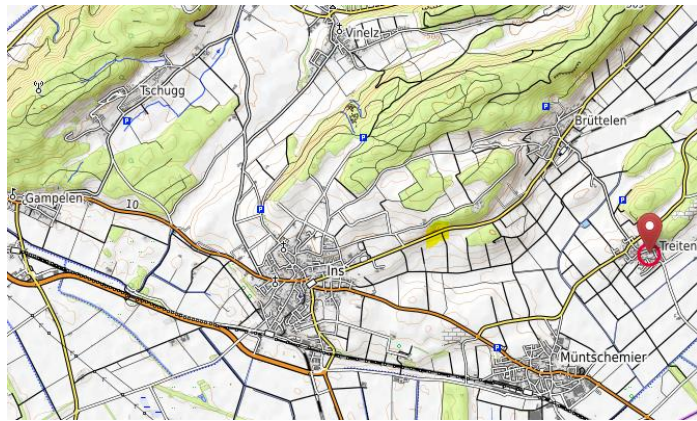 Vinelz
Tschugg
P
P
P
Brüttelen
Gampelen
10
P
P
Treiten
Ins
P
Müntschemier